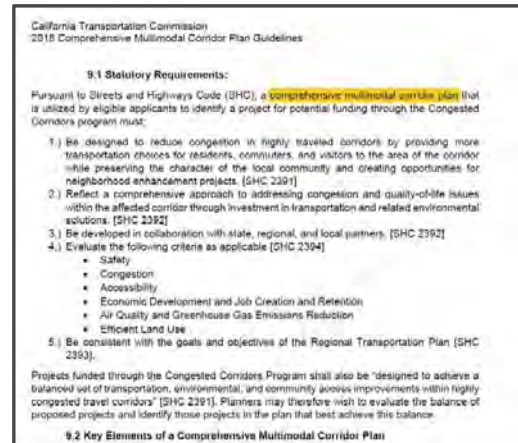 California Transportation Commission
2018 Comprehensive Multimodal Corridor Plan Guidelines
9.1 Statutory Requirements:
Pursuant to Streets and Highways Code (SHC), a comprehensive multimodal corridor plan that
is utilized by eligible applicants to identify a project for potential funding through the Congested
Corridors program must:
1.) Be designed to reduce congestion in highly traveled corridors by providing more
transportation choices for residents, commuters, and visitors to the area of the corridor
while preserving the character of the local community and creating opportunities for
neighborhood enhancement projects. [SHC 2391]
2.) Reflect a comprehensive approach to addressing congestion and quality-of-life issues
within the affected corridor through investment in transportation and related environmental
solutions. [SHC 2392]
3.) Be developed in collaboration with state, regional, and local partners. [SHC 2392]
4.) Evaluate the following criteria as applicable [SHC 2394]
• Safety
• Congestion
• Accessibility
• Economic Development and Job Creation and Retention
• Air Quality and Greenhouse Gas Emissions Reduction
• Efficient Land Use
5.) Be consistent with the goals and objectives of the Regional Transportation Plan [SHC
2393].
Projects funded through the Congested Corridors Program shall also be "designed to achieve a
balanced set of transportation, environmental, and community access improvements within highly
congested travel corridors" [SHC 2391]. Planners may therefore wish to evaluate the balance of
proposed projects and identify those projects in the plan that best achieve this balance.
9.2 Key Elements of a Comprehensive Multimodal Corridor Plan